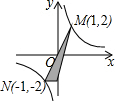 y
M(1,2)
O
x
N(-1,-2)